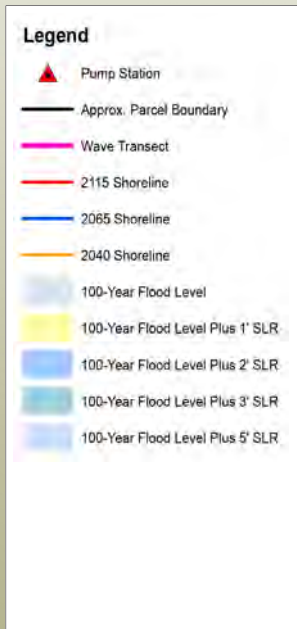 Legend
Pump Station
Approx. Parcel Boundary
Wave Transect
2115 Shoreline
2065 Shoreline
2040 Shoreline
100-Year Flood Level
100-Year Flood Level Plus 1' SLR
100-Year Flood Level Plus 2' SLR
100-Year Flood Level Plus 3' SLR
100-Year Flood Level Plus 5' SLR